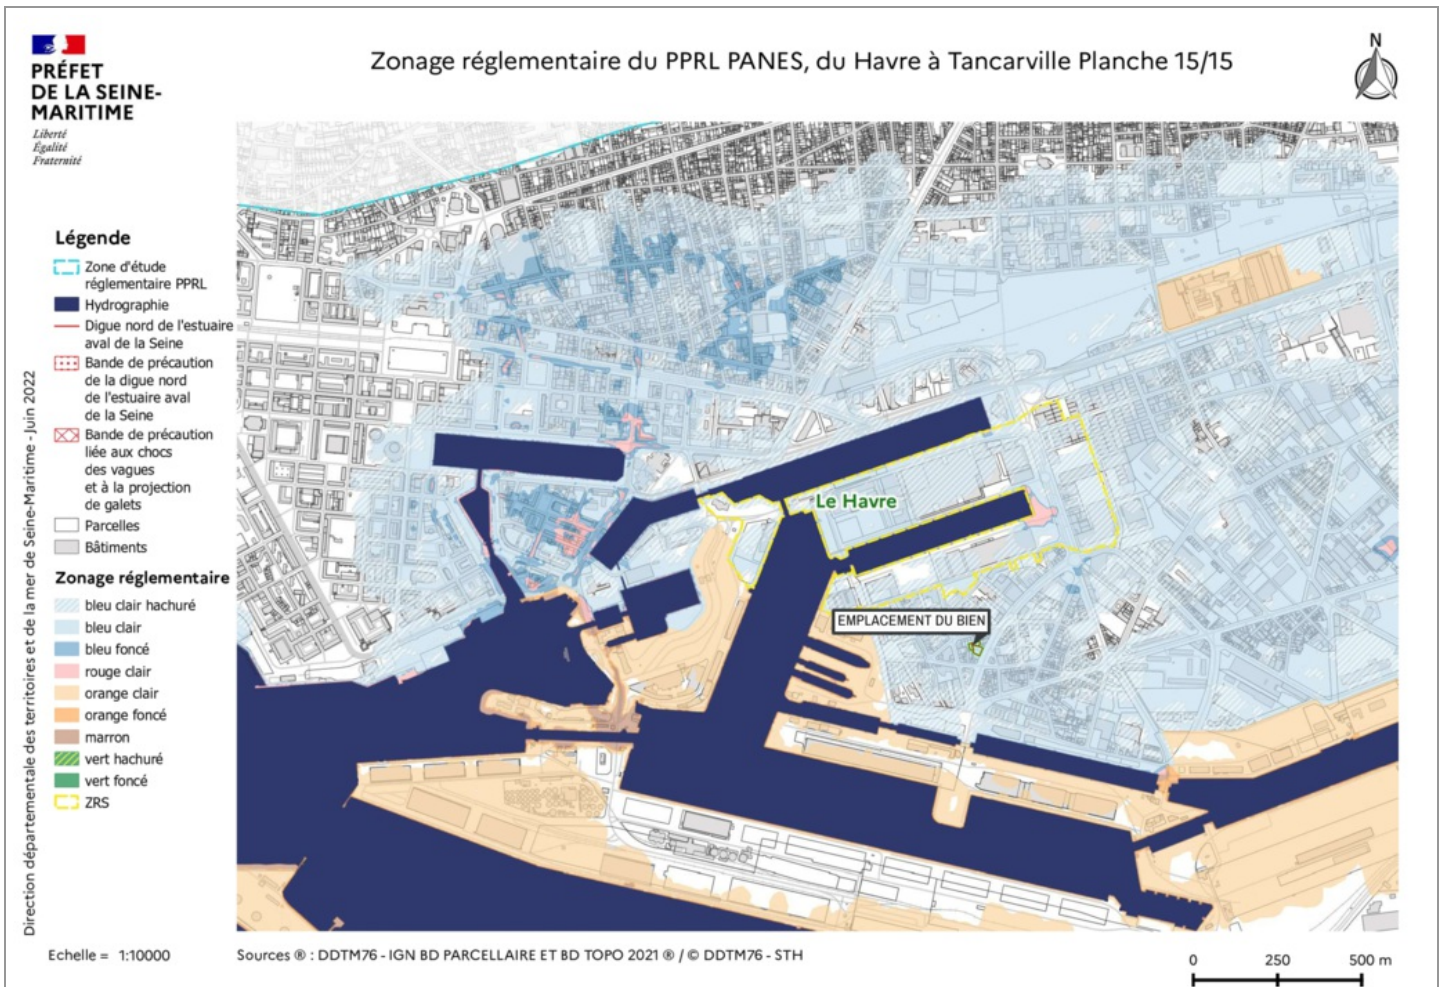 PRÉFET
DE LA SEINE-
MARITIME
Liberté
Égalité
Fraternité
Zonage réglementaire du PPRL PANES, du Havre à Tancarville Planche 15/15
N
Légende
Zone d'étude
réglementaire PPRL
Hydrographie
Digue nord de l'estuaire
aval de la Seine
Bande de précaution
de la digue nord
de l'estuaire aval
de la Seine
Bande de précaution
liée aux chocs
des vagues
et à la projection
de galets
Parcelles
Bâtiments
Zonage réglementaire
bleu clair hachuré
bleu clair
bleu foncé
rouge clair
orange clair
orange foncé
marron
vert hachuré
vert foncé
ZRS
Direction départementale des territoires et de la mer de Seine-Maritime - Juin 2022
Le Havre
EMPLACEMENT DU BIEN
Echelle = 1:10000
Sources ® : DDTM76 - IGN BD PARCELLAIRE ET BD TOPO 2021 ® / © DDTM76 - STH
0 250 500 m